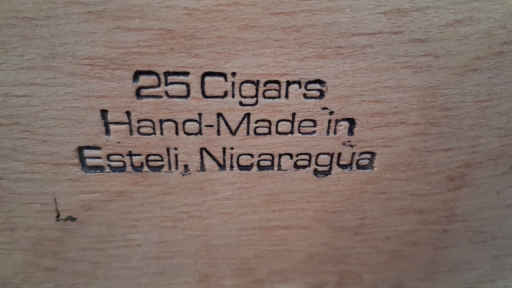 25 Cigars
Hand-Made in
Esteli, Nicaragua